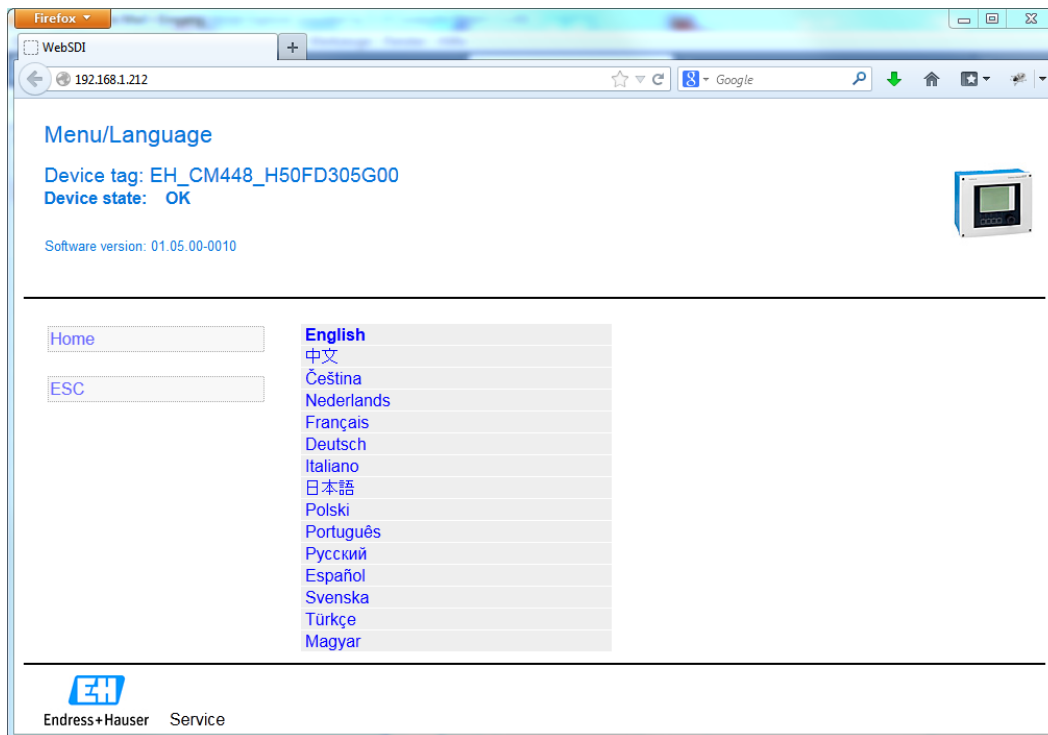 Firefox
WebSDI
192.168.1.212
Google
Menu/Language
Device tag: EH_CM448_H50FD305G00
Device state: OK
Software version: 01.05.00-0010
Home
ESC
English
中文
Čeština
Nederlands
Français
Deutsch
Italiano
日本語
Polski
Português
Русский
Español
Svenska
Türkçe
Magyar
EH
Endress+Hauser Service